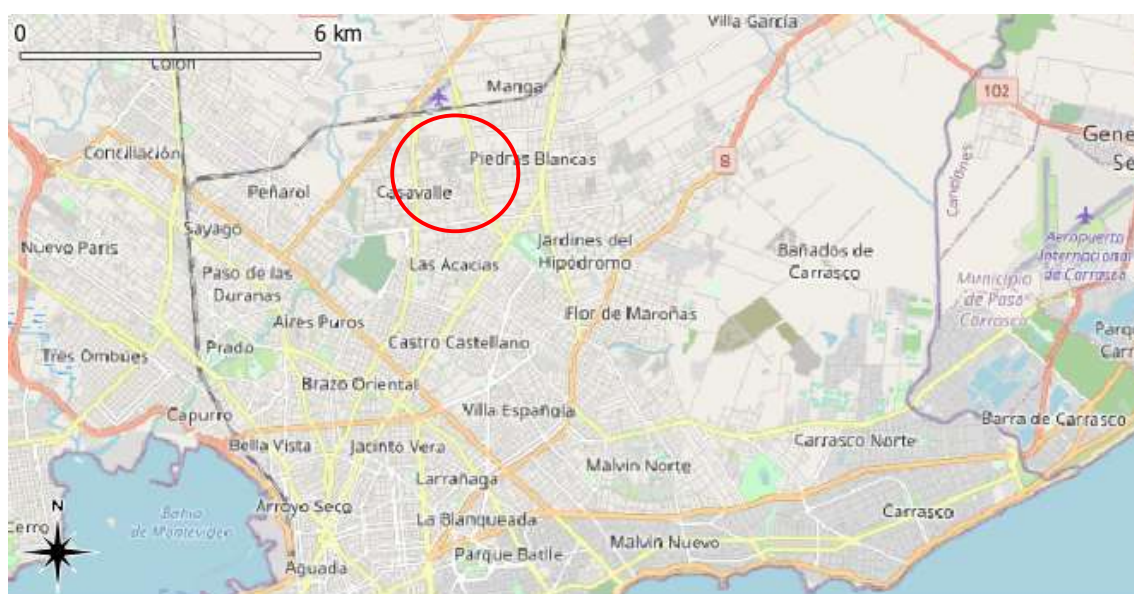 0
6 km
Villa García
Colón
Manga
102
Gene
Se
Conciliación
Piedras Blancas
8
Peñarol
Casavalle
Canelones
Sayago
Nuevo París
Jardines del
Hipódromo
Bañados de
Carrasco
Aeropuerto
Internacional
de Carrasco
Las Acacias
Paso de las
Duranas
Municipio
de Paso
Carrasco
Aires Puros
Flor de Maroñas
Parq
Carr
Tres Ombúes
Prado
Castro Castellano
Brazo Oriental
Capurro
Villa Española
Barra de Carrasco
Bella Vista
Jacinto Vera
Carrasco Norte
Larrañaga
Malvín Norte
N
Cerro
Bahía
de Montevideo
Arroyo Seco
La Blanqueada
Carrasco
Malvín Nuevo
Parque Batlle
Aguada